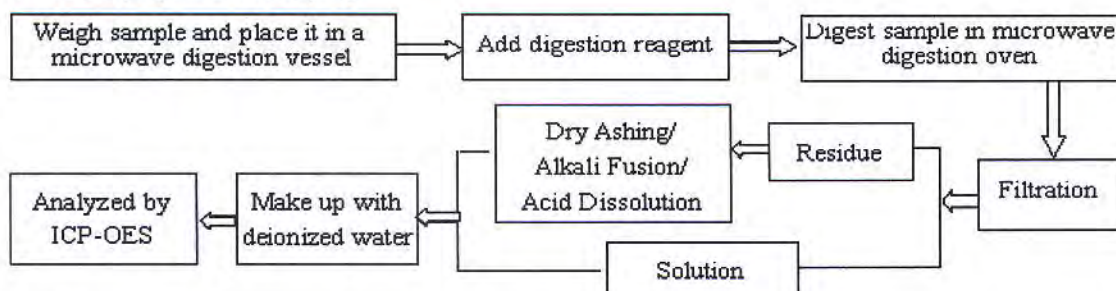 Weigh sample and place it in a
microwave digestion vessel
Add digestion reagent
Digest sample in microwave
digestion oven
Filtration
Residue
Dry Ashing/
Alkali Fusion/
Acid Dissolution
Solution
Make up with
deionized water
Analyzed by
ICP-OES